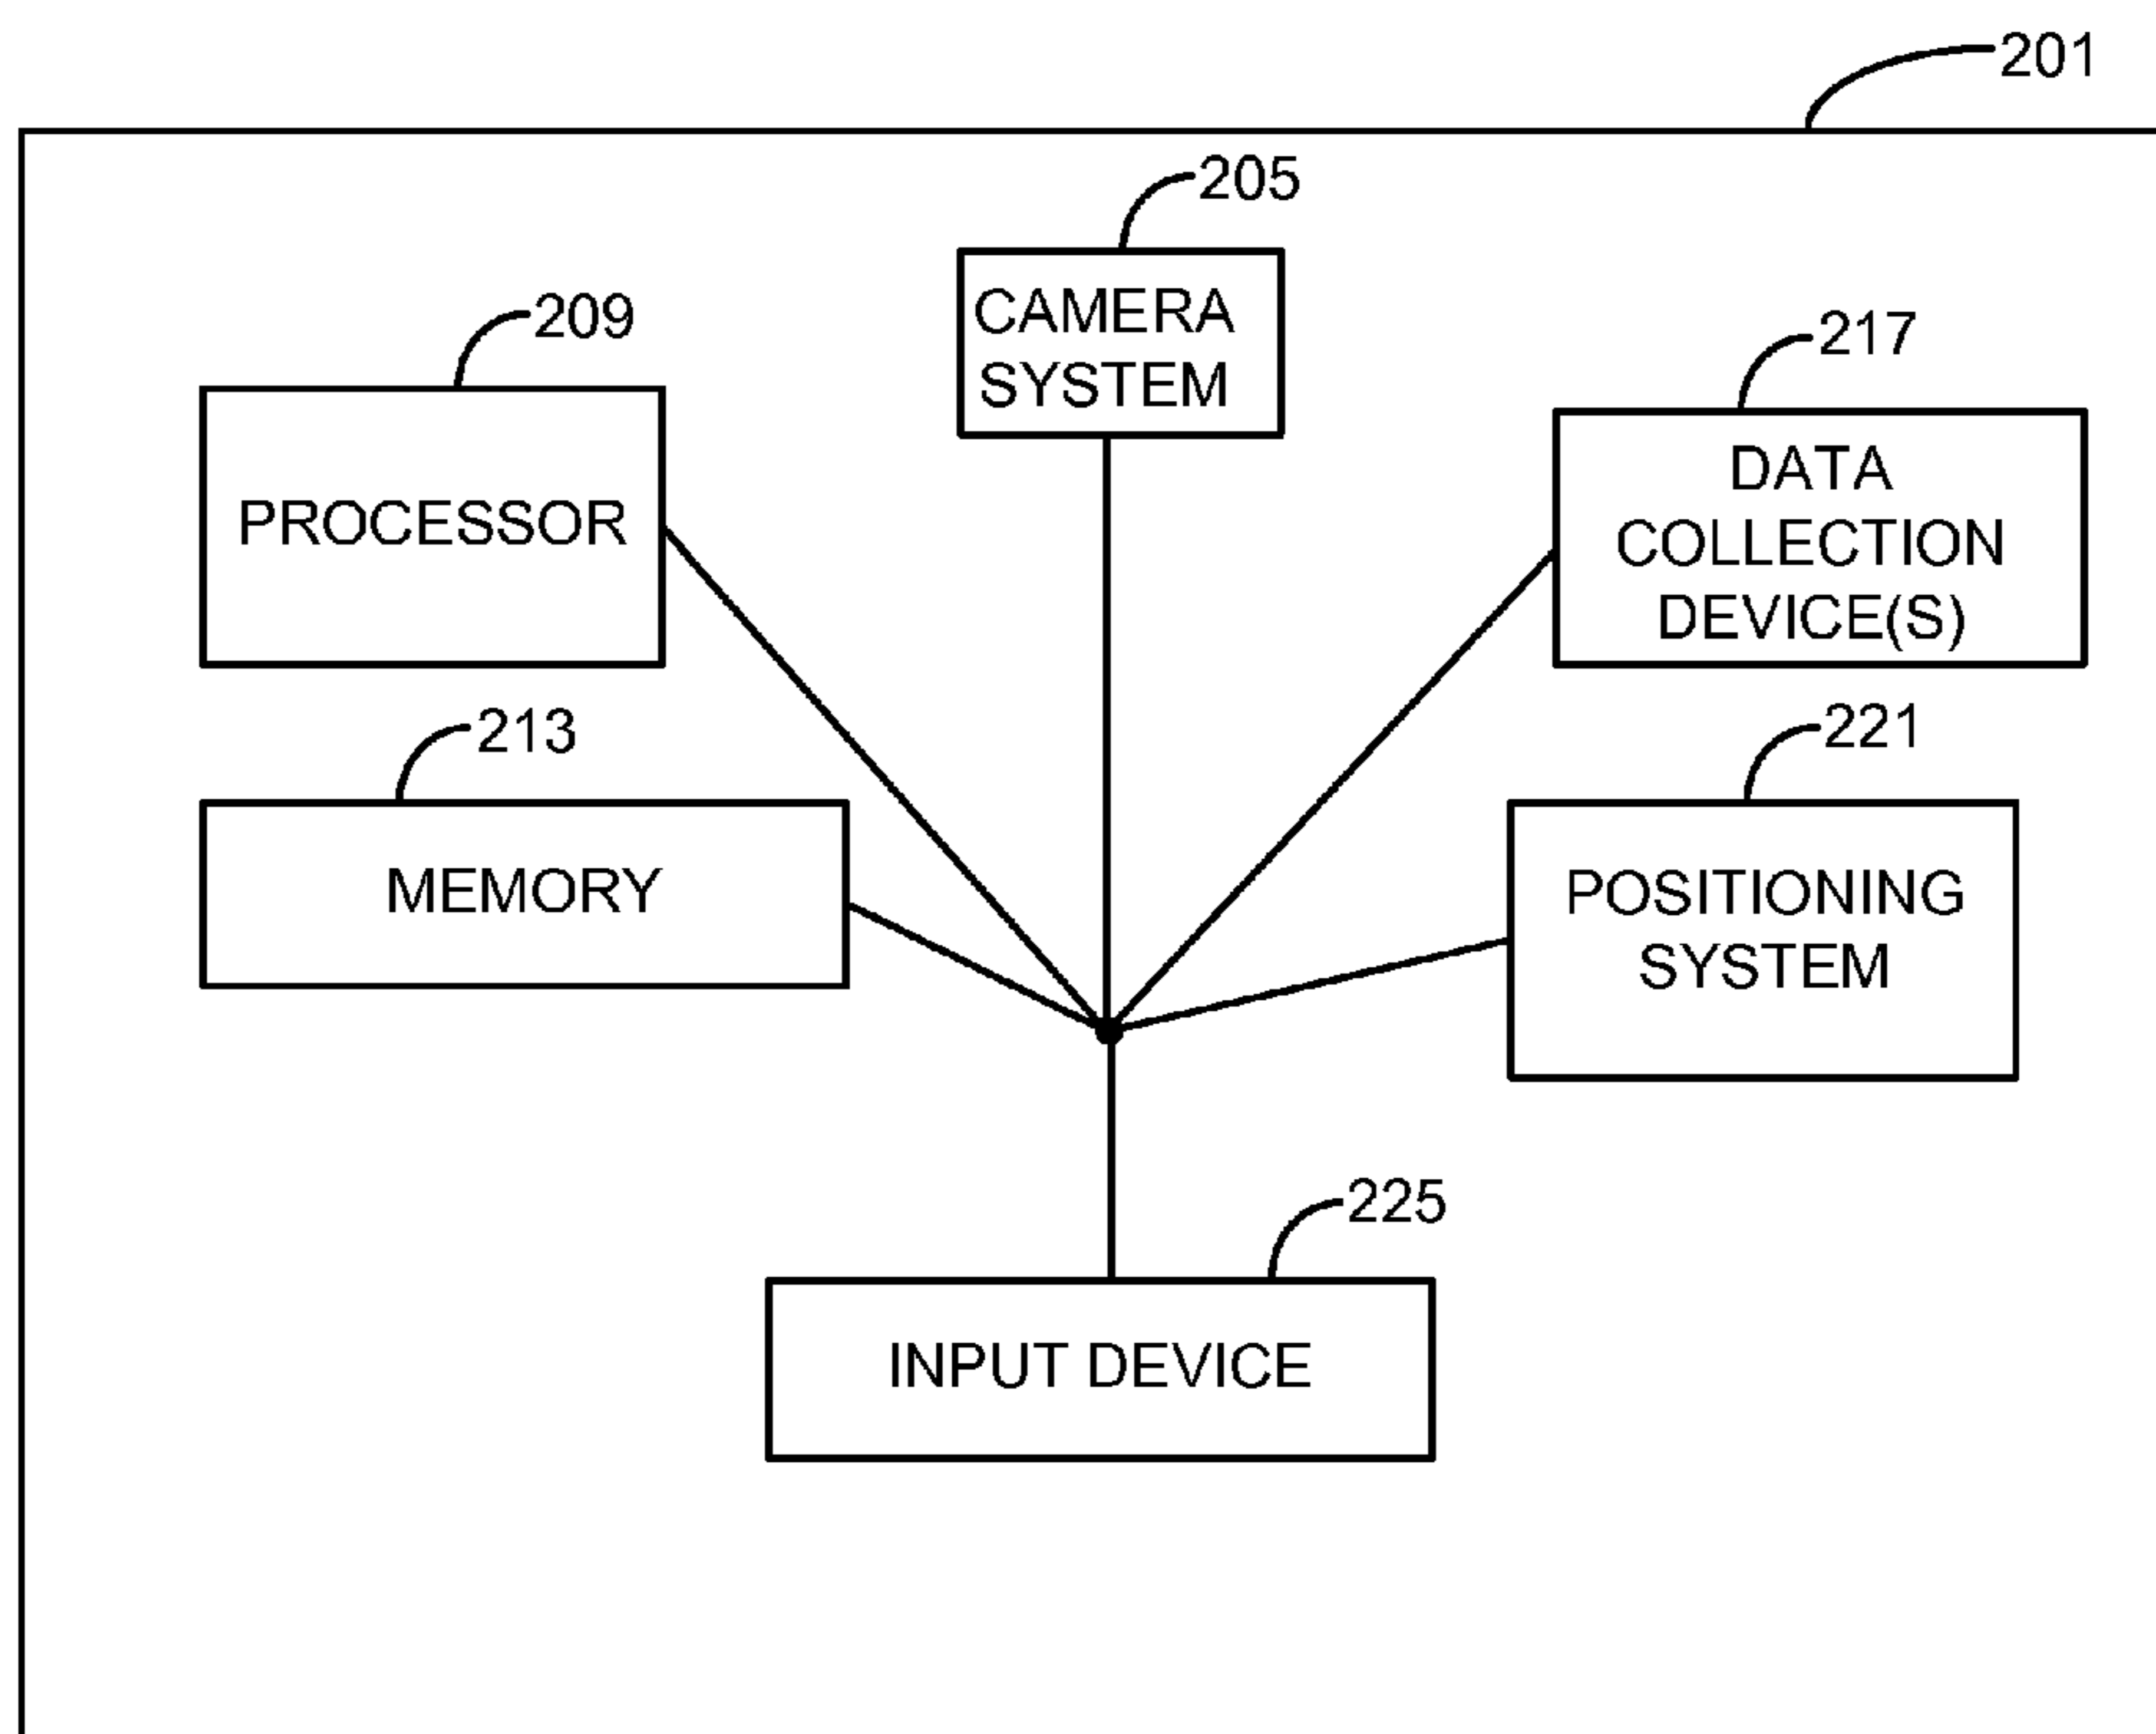 201
205
CAMERA
SYSTEM
209
PROCESSOR
217
DATA
COLLECTION
DEVICE(S)
213
MEMORY
221
POSITIONING
SYSTEM
225
INPUT DEVICE